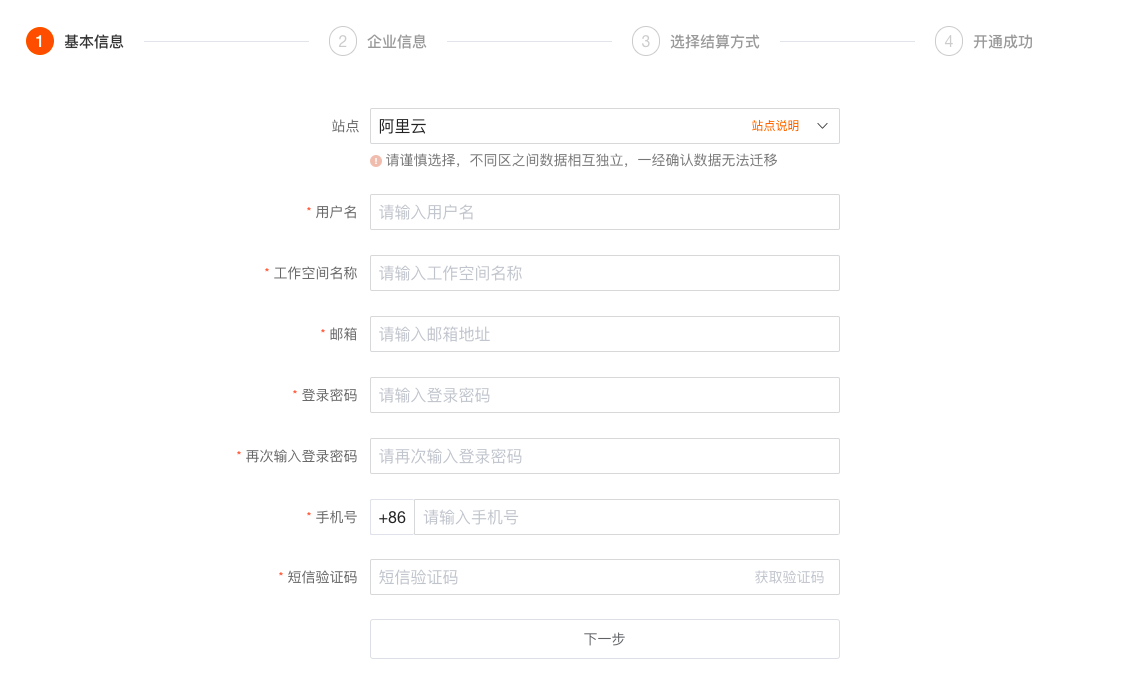 1 基本信息 2 企业信息 3 选择结算方式 4 开通成功
站点 阿里云 站点说明
请谨慎选择，不同区之间数据相互独立，一经确认数据无法迁移
* 用户名 请输入用户名
* 工作空间名称 请输入工作空间名称
* 邮箱 请输入邮箱地址
* 登录密码 请输入登录密码
* 再次输入登录密码 请再次输入登录密码
* 手机号 +86 请输入手机号
* 短信验证码 短信验证码 获取验证码
下一步